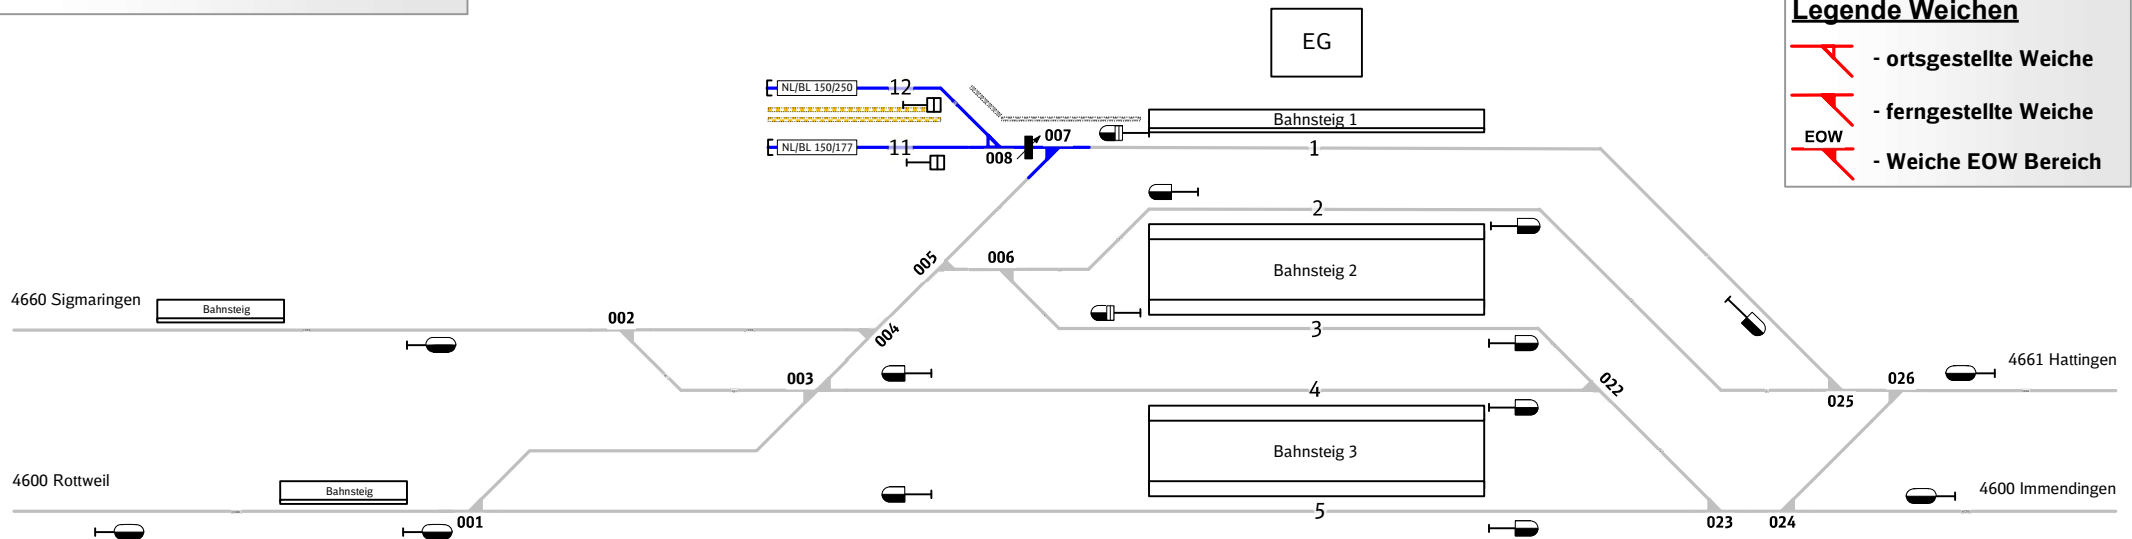 Legende Weichen
- ortsgestellte Weiche
- ferngestellte Weiche
EOW
- Weiche EOW Bereich
EG
NL/BL 150/250
12
NL/BL 150/177
11
008
007
Bahnsteig 1
1
2
005
006
Bahnsteig 2
4660 Sigmaringen
Bahnsteig
002
004
3
4661 Hattingen
003
4
022
026
025
Bahnsteig 3
4600 Rottweil
Bahnsteig
4600 Immendingen
001
5
023
024